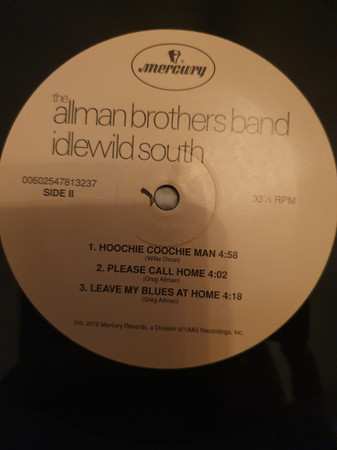 mercury
the
allman brothers band
idlewild south
00602547813237
33⅓ RPM
SIDE II
1. HOOCHIE COOCHIE MAN 4:58
(Willie Dixon)
2. PLEASE CALL HOME 4:02
(Greg Allman)
3. LEAVE MY BLUES AT HOME 4:18
(Greg Allman)
Mercury Records, a Division of UMG Recordings, Inc.